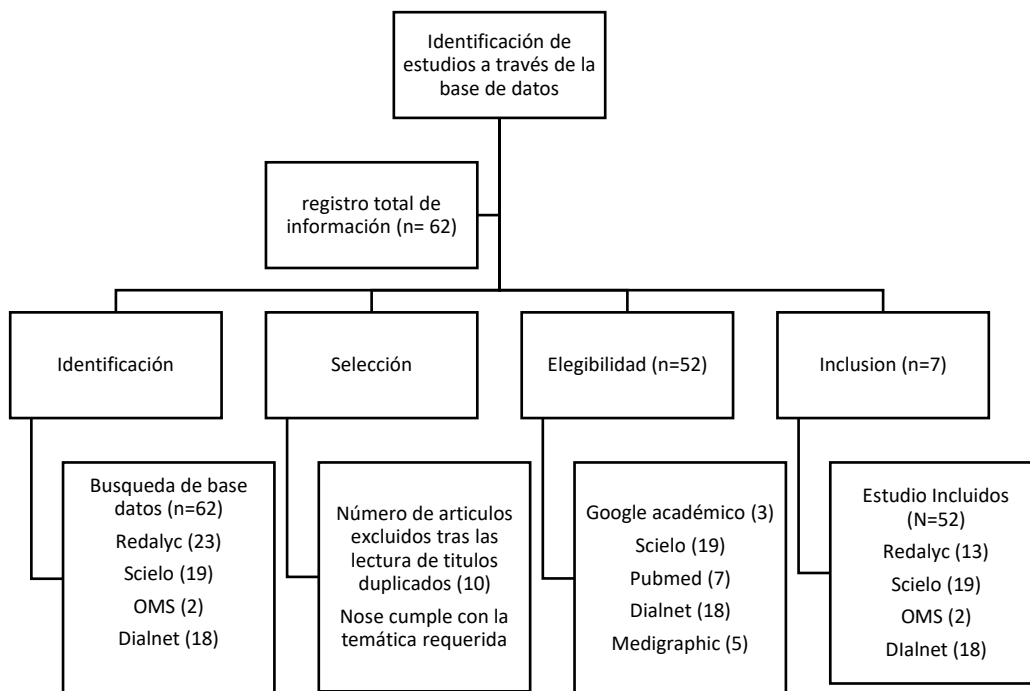 Identificación de
estudios a través de la
base de datos
registro total de
información (n= 62)
Identificación
Selección
Elegibilidad (n=52)
Inclusion (n=7)
Busqueda de base
datos (n=62)
Redalyc (23)
Scielo (19)
OMS (2)
Dialnet (18)
Número de articulos
excluidos tras las
lectura de titulos
duplicados (10)
Nose cumple con la
temática requerida
Google académico (3)
Scielo (19)
Pubmed (7)
Dialnet (18)
Medigraphic (5)
Estudio Incluidos
(N=52)
Redalyc (13)
Scielo (19)
OMS (2)
DIalnet (18)